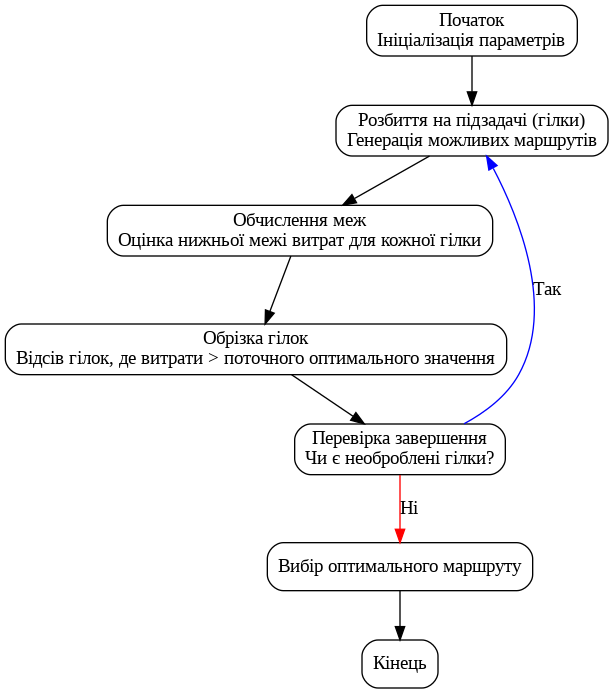 Початок
Ініціалізація параметрів
Розбиття на підзадачі (гілки)
Генерація можливих маршрутів
Обчислення меж
Оцінка нижньої межі витрат для кожної гілки
Обрізка гілок
Відсів гілок, де витрати > поточного оптимального значення
Перевірка завершення
Чи є необроблені гілки?
Так
Ні
Вибір оптимального маршруту
Кінець